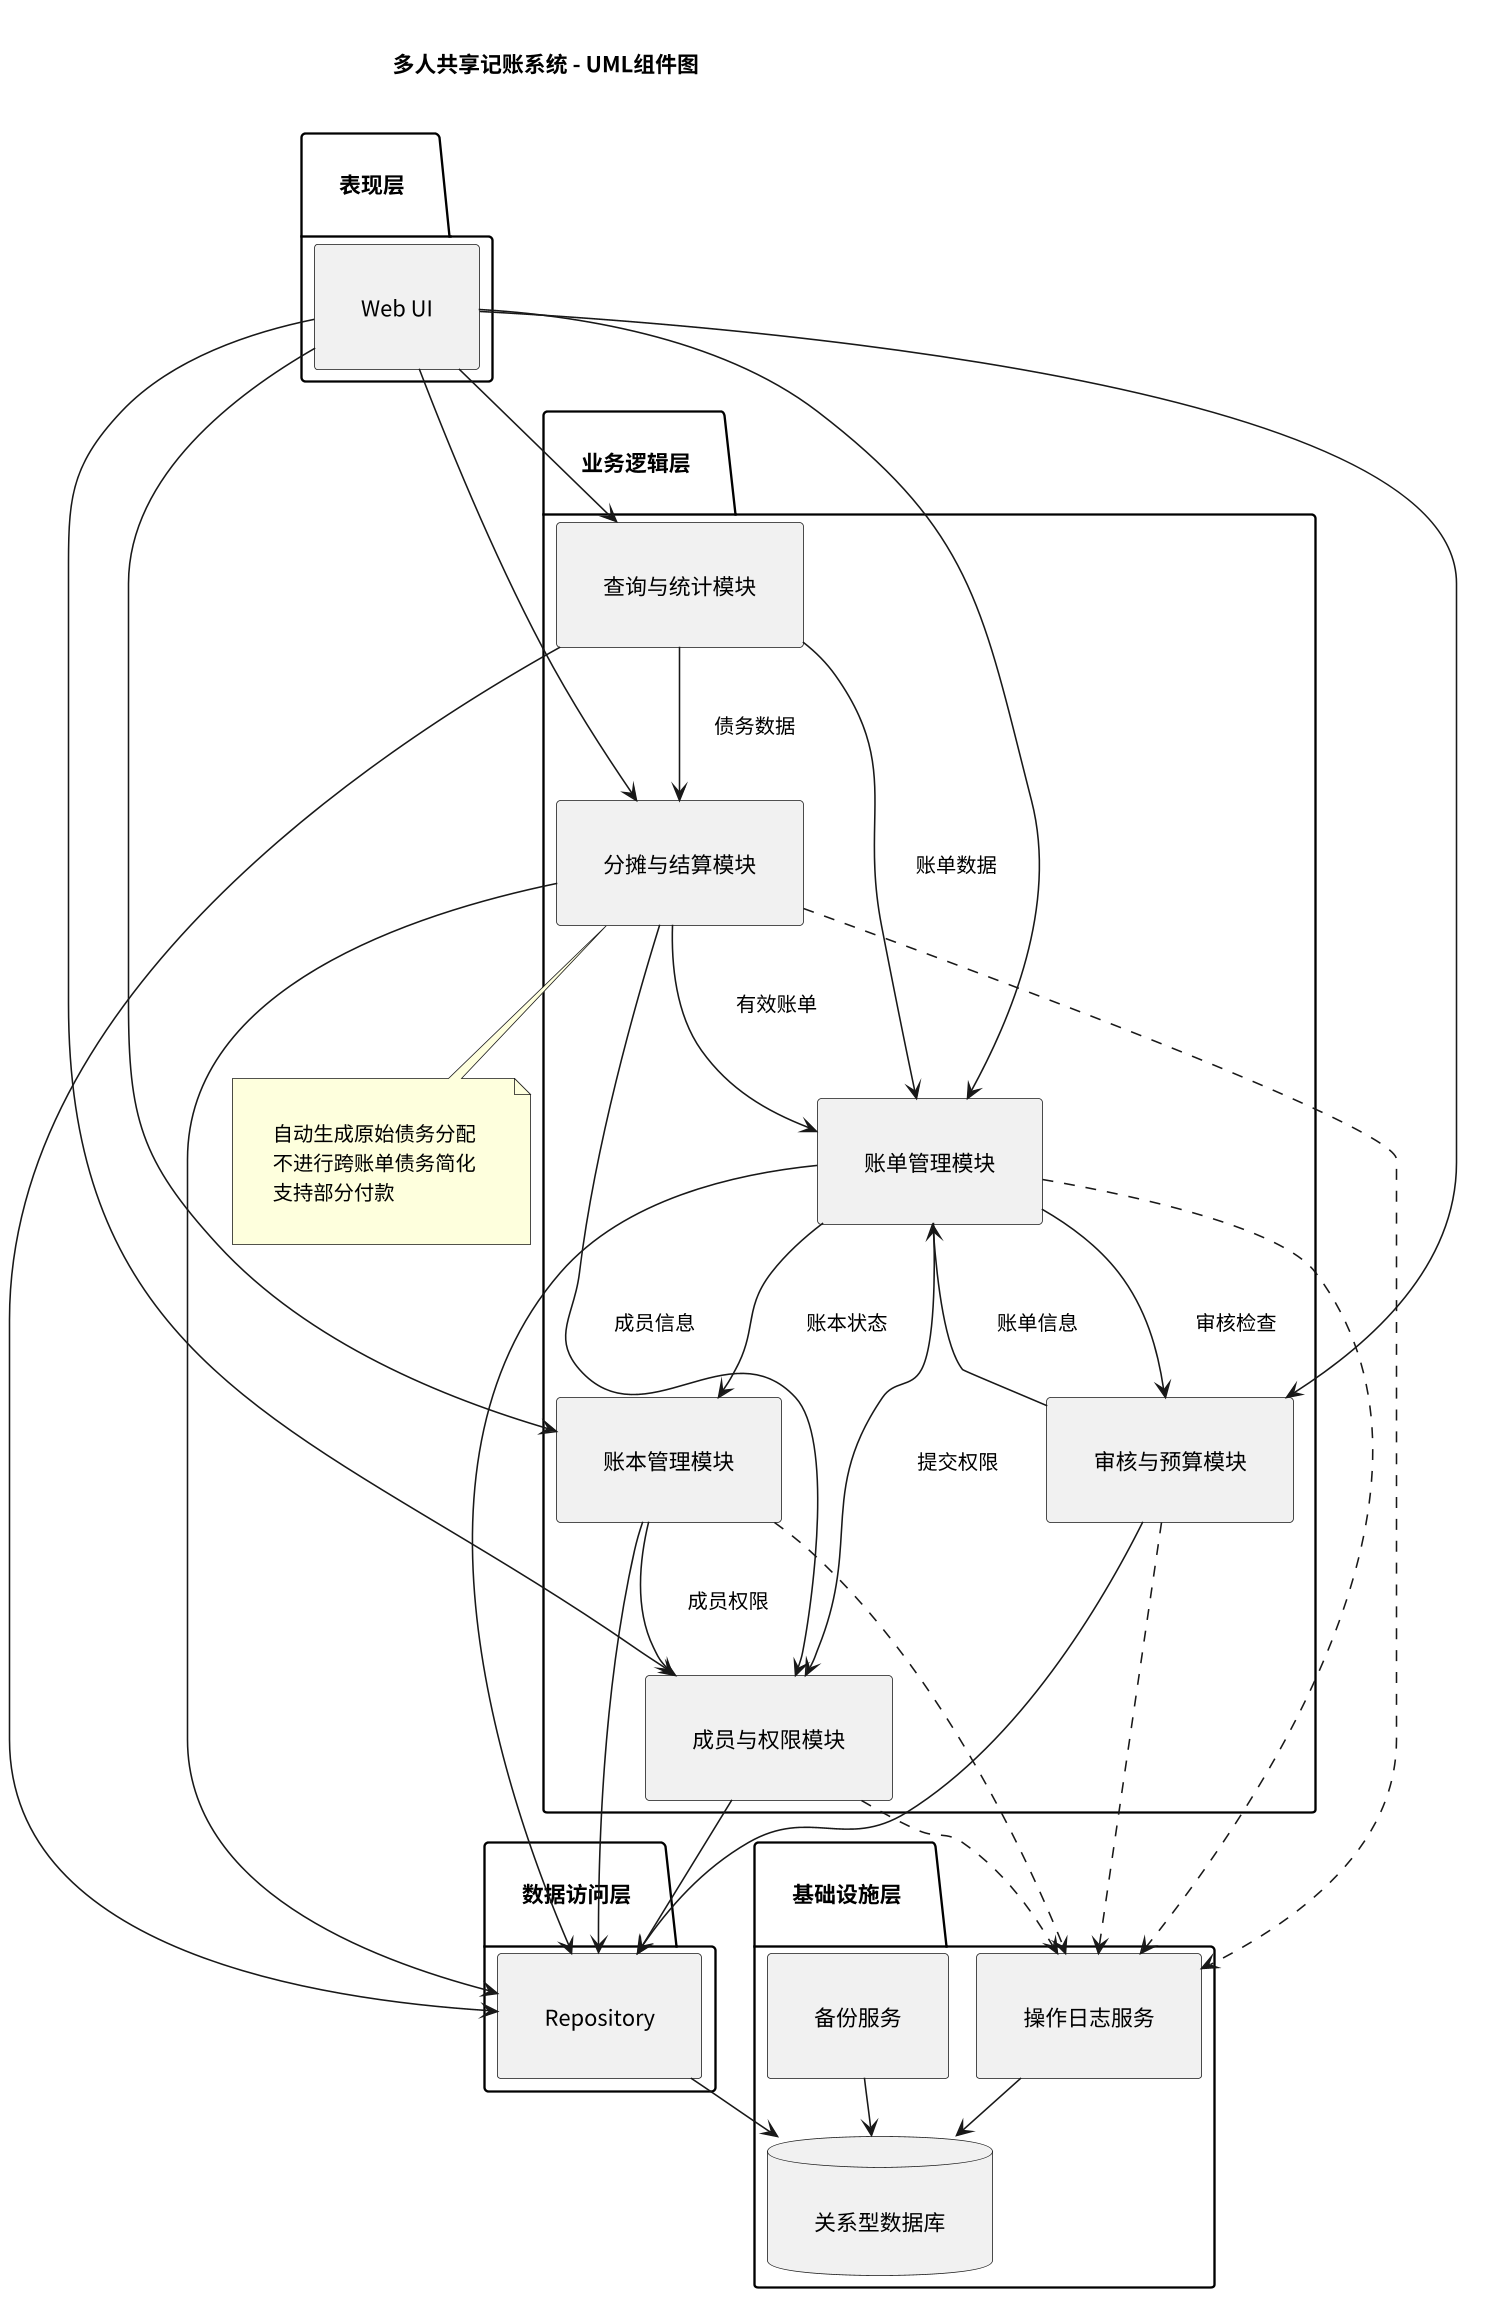 多人共享记账系统 - UML组件图
表现层
Web UI
业务逻辑层
查询与统计模块
债务数据
分摊与结算模块
账单数据
有效账单
自动生成原始债务分配
不进行跨账单债务简化
支持部分付款
账单管理模块
成员信息
账本状态
账单信息
审核检查
账本管理模块
提交权限
审核与预算模块
成员权限
成员与权限模块
数据访问层
基础设施层
Repository
备份服务
操作日志服务
关系型数据库